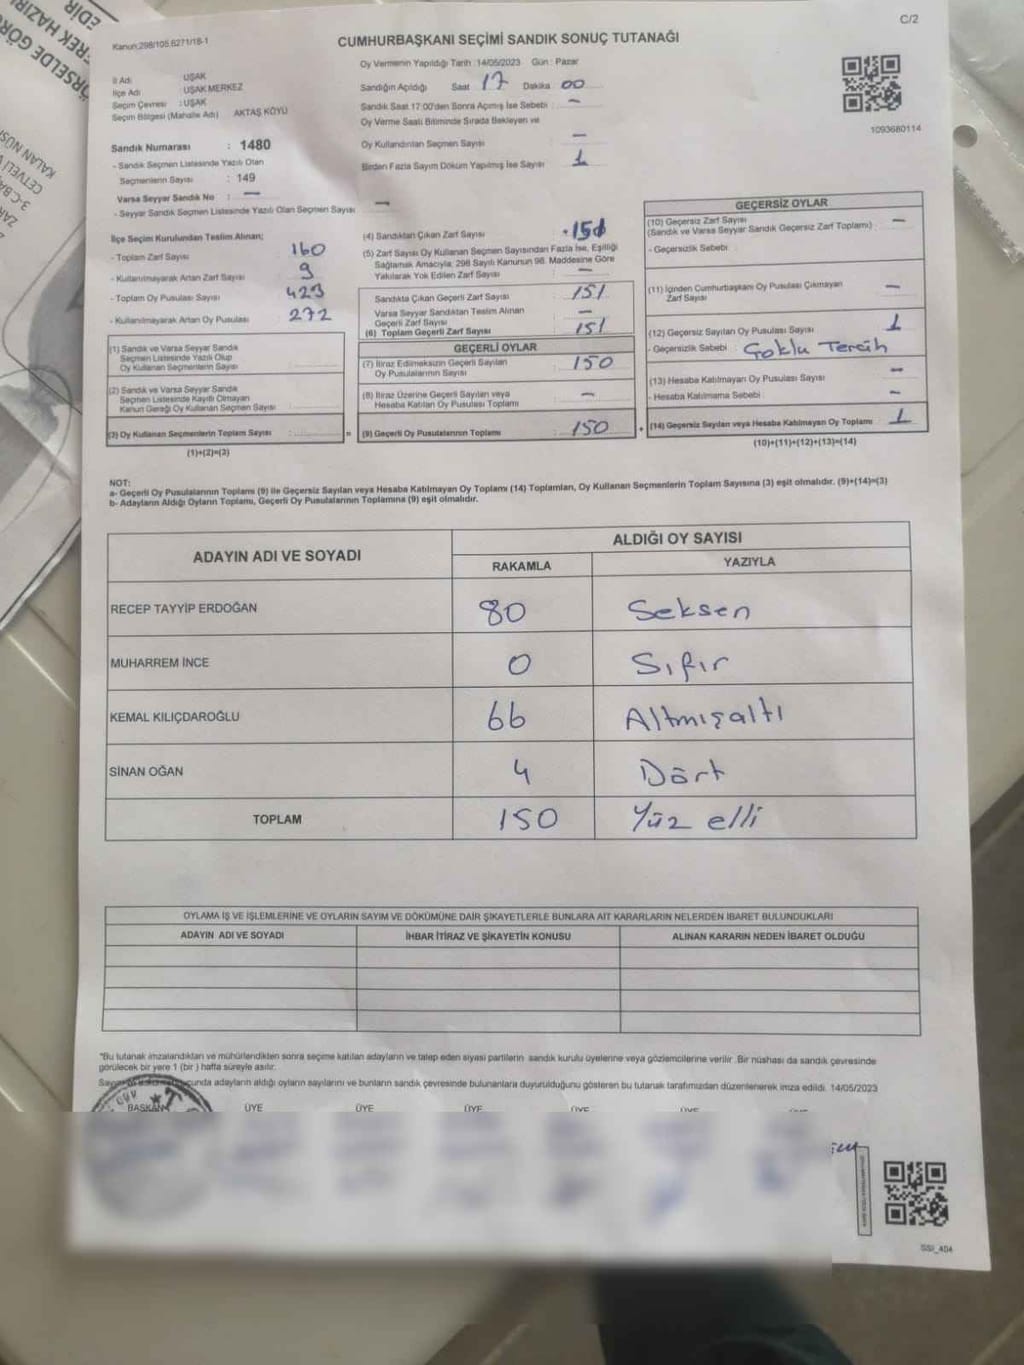 C/2
Kanun:298/105,6271/18-1
CUMHURBAŞKANI SEÇİMİ SANDIK SONUÇ TUTANAĞI
İl Adı UŞAK
İlçe Adı UŞAK MERKEZ
Seçim Çevresi : UŞAK
Seçim Bölgesi (Mahalle Adı) AKTAŞ KÖYÜ
Sandık Numarası : 1480
- Sandık Seçmen Listesinde Yazılı Olan
Seçmenlerin Sayısı : 149
Varsa Seyyar Sandık No : —
- Seyyar Sandık Seçmen Listesinde Yazılı Olan Seçmen Sayısı —
Oy Vermenin Yapıldığı Tarih : 14/05/2023 Gün : Pazar
Sandığın Açıldığı Saat 17 Dakika 00
Sandık Saat 17:00'den Sonra Açılmış İse Sebebi : —
Oy Verme Saati Bitiminde Sırada Bekleyen ve
Oy Kullandırılan Seçmen Sayısı : —
Birden Fazla Sayım Döküm Yapılmış İse Sayısı : 1
1093680114
İlçe Seçim Kurulundan Teslim Alınan;
- Toplam Zarf Sayısı 160
- Kullanılmayarak Artan Zarf Sayısı 9
- Toplam Oy Pusulası Sayısı 423
- Kullanılmayarak Artan Oy Pusulası 272
(1) Sandık ve Varsa Seyyar Sandık
Seçmen Listesinde Yazılı Olup
Oy Kullanan Seçmenlerin Sayısı :
(2) Sandık ve Varsa Seyyar Sandık
Seçmen Listesinde Kaydı Olmayan
Kanun Gereği Oy Kullanan Seçmen Sayısı :
(3) Oy Kullanan Seçmenlerin Toplam Sayısı : =
(1)+(2)=(3)
(4) Sandıktan Çıkan Zarf Sayısı 151
(5) Zarf Sayısı Oy Kullanan Seçmen Sayısından Fazla İse, Eşitliği
Sağlamak Amacıyla; 298 Sayılı Kanunun 98. Maddesine Göre
Yakılarak Yok Edilen Zarf Sayısı —
Sandıkta Çıkan Geçerli Zarf Sayısı : 151
Varsa Seyyar Sandıktan Teslim Alınan
Geçerli Zarf Sayısı —
(6) Toplam Geçerli Zarf Sayısı : 151
GEÇERLİ OYLAR
(7) İtiraz Edilmeksizin Geçerli Sayılan
Oy Pusulalarının Sayısı : 150
(8) İtiraz Üzerine Geçerli Sayılan veya
Hesaba Katılan Oy Pusulası Toplamı : —
(9) Geçerli Oy Pusulalarının Toplamı : 150 +
GEÇERSİZ OYLAR
(10) Geçersiz Zarf Sayısı
(Sandık ve Varsa Seyyar Sandık Geçersiz Zarf Toplamı) : —
- Geçersizlik Sebebi
(11) İçinden Cumhurbaşkanı Oy Pusulası Çıkmayan
Zarf Sayısı —
(12) Geçersiz Sayılan Oy Pusulası Sayısı : 1
- Geçersizlik Sebebi : Çoklu Tercih
(13) Hesaba Katılmayan Oy Pusulası Sayısı : —
- Hesaba Katılmama Sebebi : —
(14) Geçersiz Sayılan veya Hesaba Katılmayan Oy Toplamı : 1
(10)+(11)+(12)+(13)=(14)
NOT:
a- Geçerli Oy Pusulalarının Toplamı (9) ile Geçersiz Sayılan veya Hesaba Katılmayan Oy Toplamı (14) Toplamları, Oy Kullanan Seçmenlerin Toplam Sayısına (3) eşit olmalıdır. (9)+(14)=(3)
b- Adayların Aldığı Oyların Toplamı, Geçerli Oy Pusulalarının Toplamına (9) eşit olmalıdır.
ADAYIN ADI VE SOYADI ALDIĞI OY SAYISI
RAKAMLA YAZIYLA
RECEP TAYYİP ERDOĞAN 80 Seksen
MUHARREM İNCE 0 Sıfır
KEMAL KILIÇDAROĞLU 66 Altmışaltı
SİNAN OĞAN 4 Dört
TOPLAM 150 Yüz elli
OYLAMA İŞ VE İŞLEMLERİNE VE OYLARIN SAYIM VE DÖKÜMÜNE DAİR ŞİKAYETLERLE BUNLARA AİT KARARLARIN NELERDEN İBARET BULUNDUKLARI
ADAYIN ADI VE SOYADI İHBAR İTİRAZ VE ŞİKAYETİN KONUSU ALINAN KARARIN NEDEN İBARET OLDUĞU
*Bu tutanak imzalandıktan ve mühürlendikten sonra seçime katılan adayların ve talep eden siyasi partilerin sandık kurulu üyelerine veya gözlemcilerine verilir. Bir nüshası da sandık çevresinde
görülecek bir yere 1 (bir ) hafta süreyle asılır.
adayların aldığı oyların sayılarını ve bunların sandık çevresinde bulunanlara duyurulduğunu gösteren bu tutanak tarafımızdan düzenlenerek imza edildi. 14/05/2023
BAŞKAN ÜYE ÜYE ÜYE ÜYE ÜYE
SSI_404